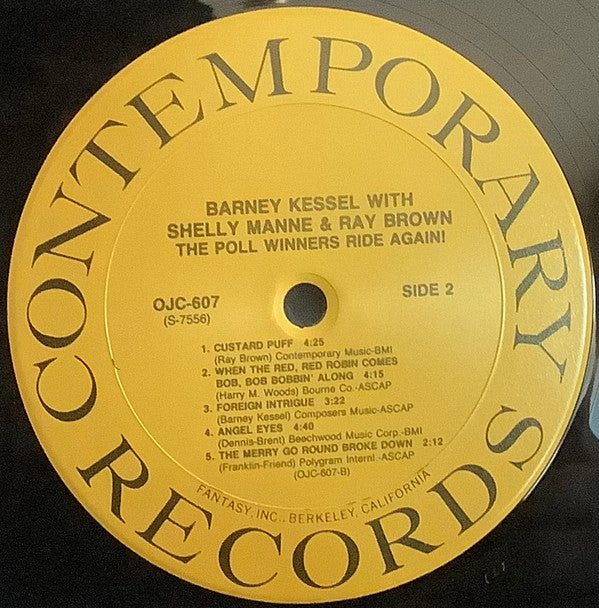 CONTEMPORARY RECORDS
BARNEY KESSEL WITH
SHELLY MANNE & RAY BROWN
THE POLL WINNERS RIDE AGAIN!
OJC-607
(S-7556)
SIDE 2
1. CUSTARD PUFF 4:25
(Ray Brown) Contemporary Music-BMI
2. WHEN THE RED, RED ROBIN COMES
BOB, BOB BOBBIN' ALONG 4:15
(Harry M. Woods) Bourne Co.-ASCAP
3. FOREIGN INTRIGUE 3:22
(Barney Kessel) Composers Music-ASCAP
4. ANGEL EYES 4:40
(Dennis-Brent) Beechwood Music Corp.-BMI
5. THE MERRY GO ROUND BROKE DOWN 2:12
(Franklin-Friend) Polygram Internl.-ASCAP
(OJC-607-B)
FANTASY, INC., BERKELEY, CALIFORNIA